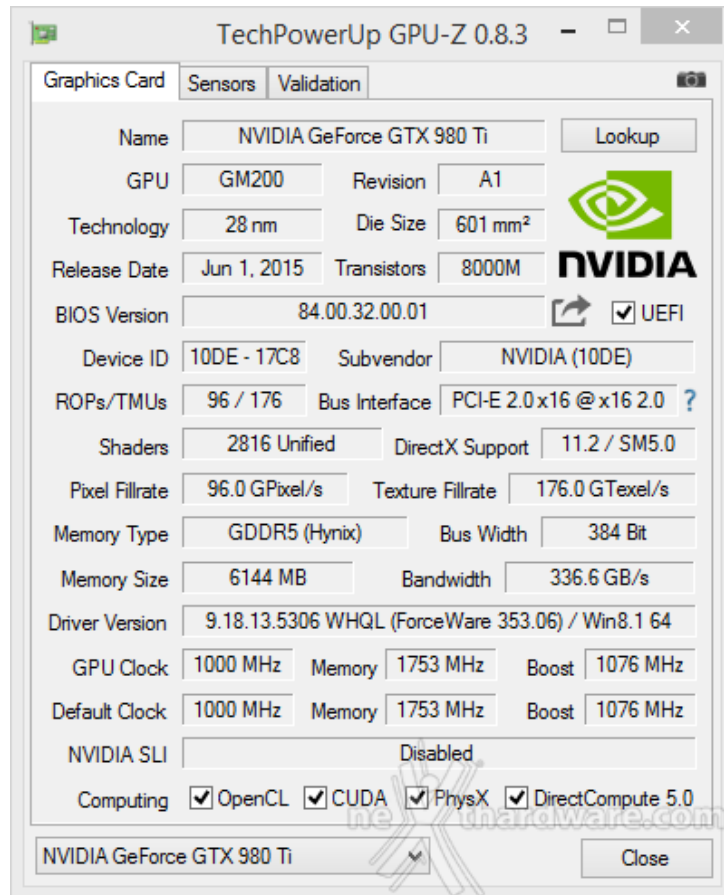 TechPowerUp GPU-Z 0.8.3
Graphics Card Sensors Validation
Name NVIDIA GeForce GTX 980 Ti Lookup
GPU GM200 Revision A1
Technology 28 nm Die Size 601 mm²
NVIDIA
Release Date Jun 1, 2015 Transistors 8000M
BIOS Version 84.00.32.00.01 UEFI
Device ID 10DE - 17C8 Subvendor NVIDIA (10DE)
ROPs/TMUs 96 / 176 Bus Interface PCI-E 2.0 x16 @ x16 2.0 ?
Shaders 2816 Unified DirectX Support 11.2 / SM5.0
Pixel Fillrate 96.0 GPixel/s Texture Fillrate 176.0 GTexel/s
Memory Type GDDR5 (Hynix) Bus Width 384 Bit
Memory Size 6144 MB Bandwidth 336.6 GB/s
Driver Version 9.18.13.5306 WHQL (ForceWare 353.06) / Win8.1 64
GPU Clock 1000 MHz Memory 1753 MHz Boost 1076 MHz
Default Clock 1000 MHz Memory 1753 MHz Boost 1076 MHz
NVIDIA SLI Disabled
Computing OpenCL CUDA PhysX DirectCompute 5.0
NVIDIA GeForce GTX 980 Ti Close